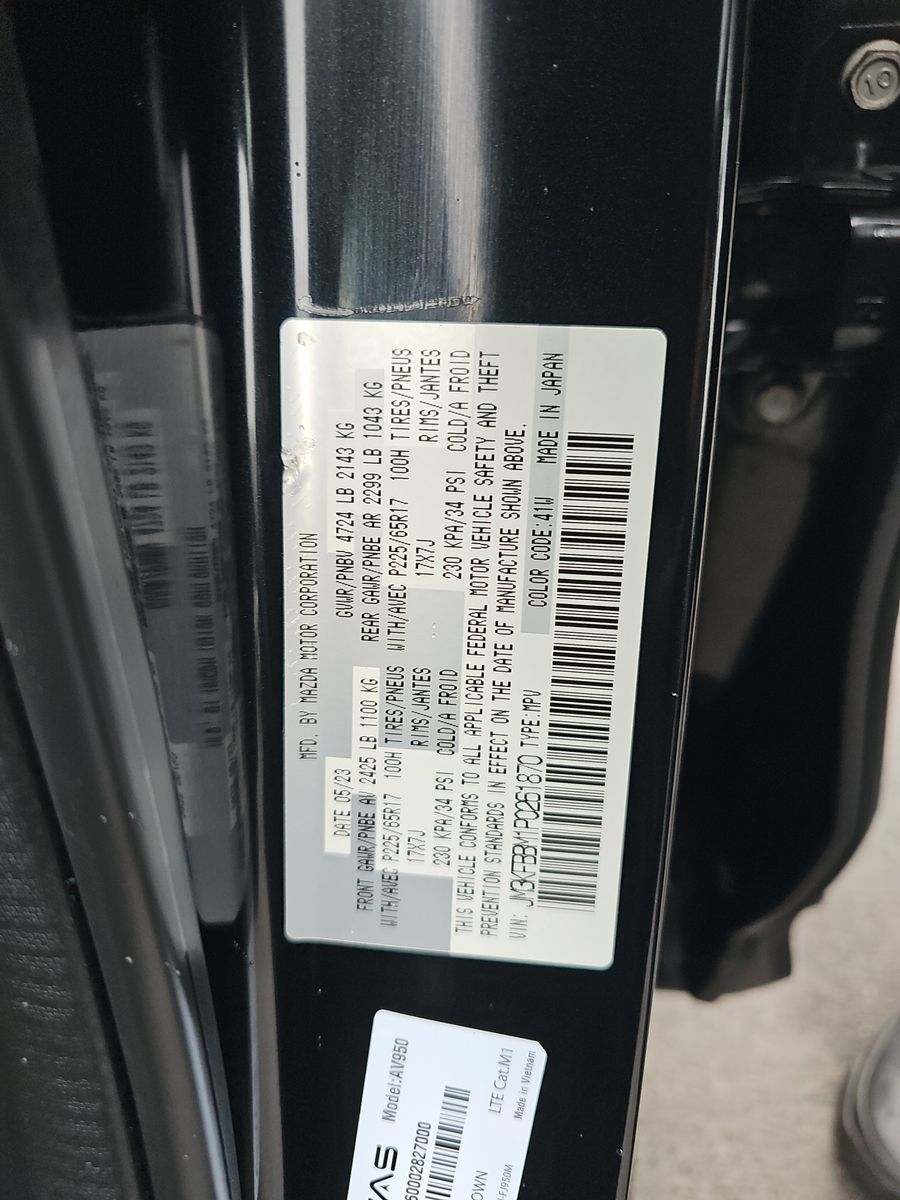 MFD. BY MAZDA MOTOR CORPORATION
DATE 05/23 GVWR/PNBV 4724 LB 2143 KG
FRONT GAWR/PNBE AV 2425 LB 1100 KG REAR GAWR/PNBE AR 2299 LB 1043 KG
WITH/AVEC P225/65R17 100H TIRES/PNEUS WITH/AVEC P225/65R17 100H TIRES/PNEUS
17X7J RIMS/JANTES 17X7J RIMS/JANTES
230 KPA/34 PSI COLD/A FROID 230 KPA/34 PSI COLD/A FROID
THIS VEHICLE CONFORMS TO ALL APPLICABLE FEDERAL MOTOR VEHICLE SAFETY AND THEFT
PREVENTION STANDARDS IN EFFECT ON THE DATE OF MANUFACTURE SHOWN ABOVE.
VIN: JM3KFBBM1P0261870 TYPE:MPV COLOR CODE:41W MADE IN JAPAN
Model:AV950
60002827000
LTE Cat.M1
OWN Made in Vietnam
-FJ950M
10